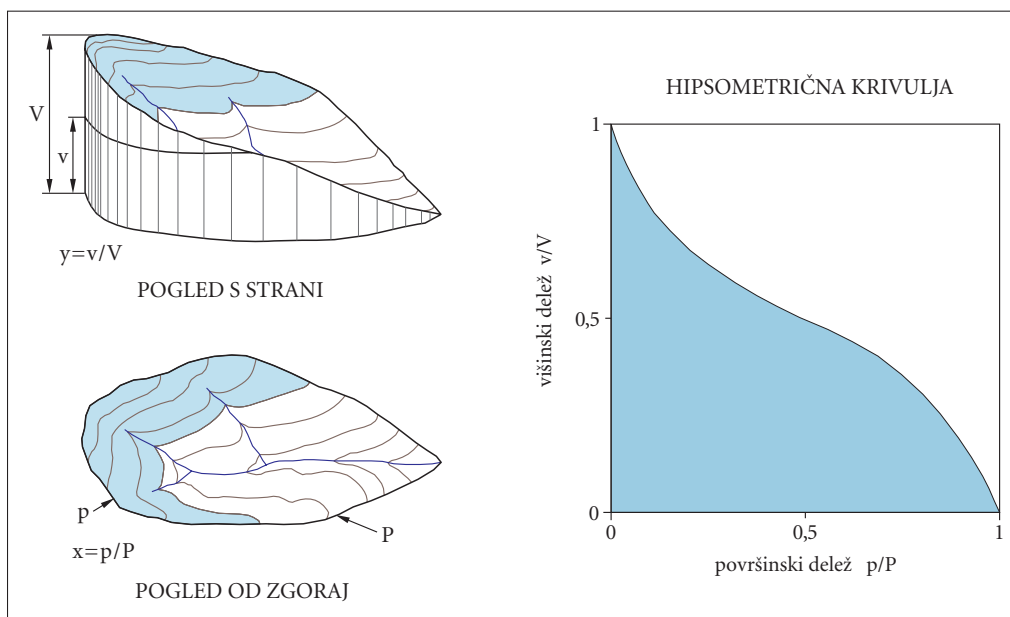 V
v
y=v/V
POGLED S STRANI
p
P
x=p/P
POGLED OD ZGORAJ
HIPSOMETRIČNA KRIVULJA
1
0,5
0
višinski delež v/V
0
0,5
1
površinski delež p/P